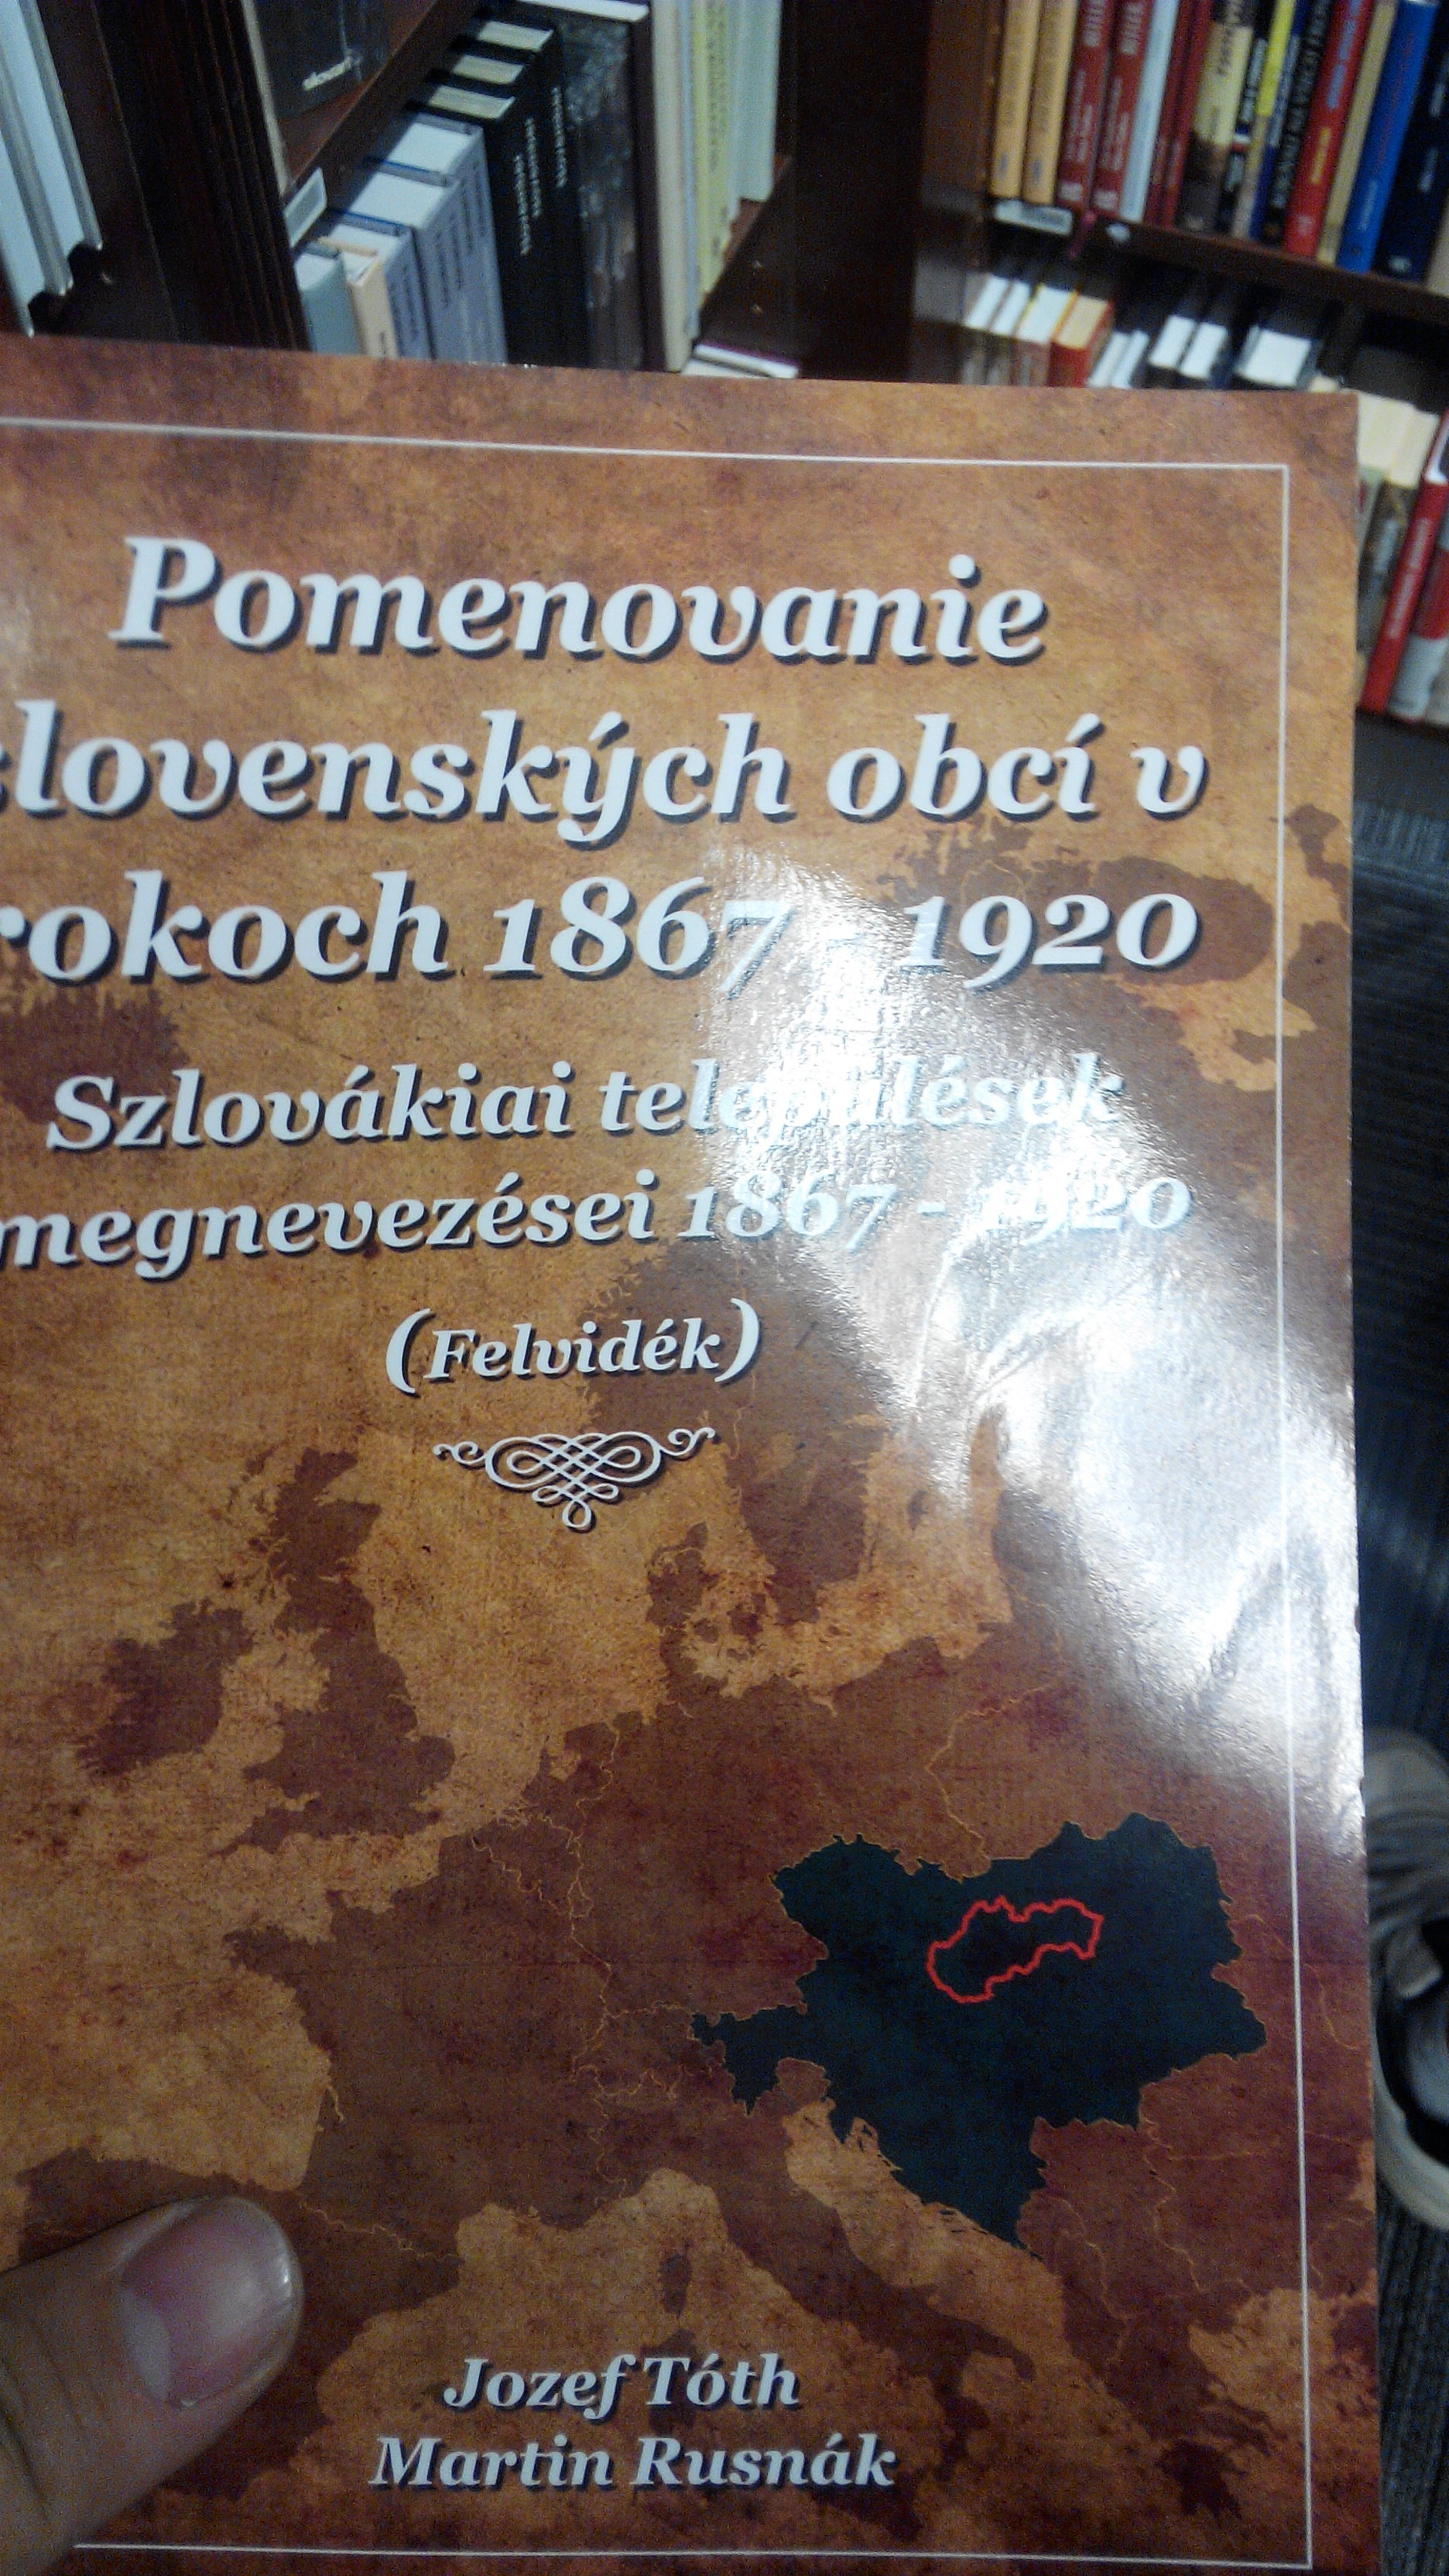 Pomenovanie
slovenských obcí v
rokoch 1867 - 1920
Szlovákiai települések
megnevezései 1867 - 1920
(Felvidék)
Jozef Tóth
Martin Rusnák